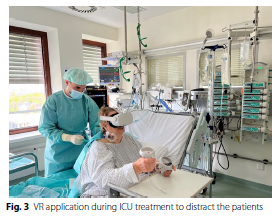 Fig. 3 VR application during ICU treatment to distract the patients